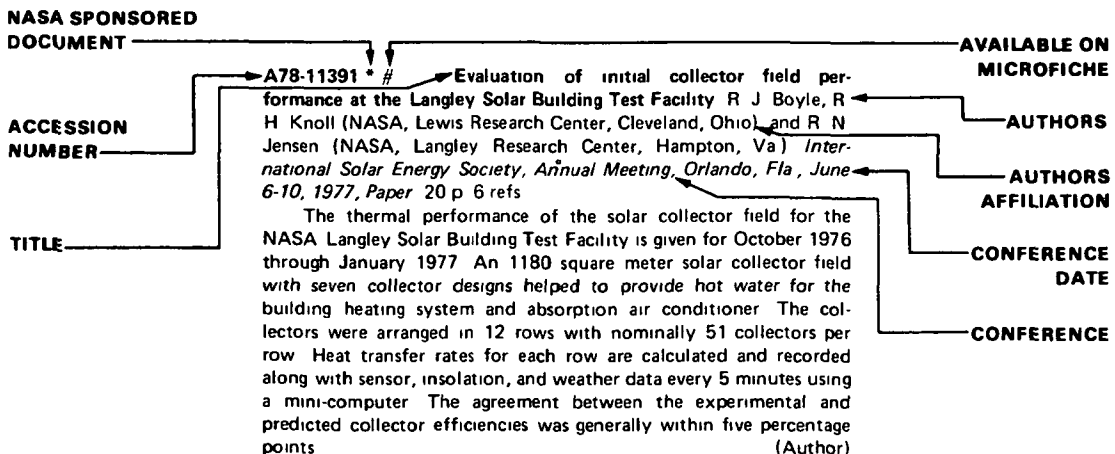 NASA SPONSORED
DOCUMENT
AVAILABLE ON
MICROFICHE
ACCESSION
NUMBER
TITLE
AUTHORS
AUTHORS
AFFILIATION
CONFERENCE
DATE
CONFERENCE
A78-11391 * # Evaluation of initial collector field per-
formance at the Langley Solar Building Test Facility R J Boyle, R
H Knoll (NASA, Lewis Research Center, Cleveland, Ohio) and R N
Jensen (NASA, Langley Research Center, Hampton, Va) Inter-
national Solar Energy Society, Annual Meeting, Orlando, Fla, June
6-10, 1977, Paper 20 p 6 refs
The thermal performance of the solar collector field for the
NASA Langley Solar Building Test Facility is given for October 1976
through January 1977 An 1180 square meter solar collector field
with seven collector designs helped to provide hot water for the
building heating system and absorption air conditioner The col-
lectors were arranged in 12 rows with nominally 51 collectors per
row Heat transfer rates for each row are calculated and recorded
along with sensor, insolation, and weather data every 5 minutes using
a mini-computer The agreement between the experimental and
predicted collector efficiencies was generally within five percentage
points (Author)